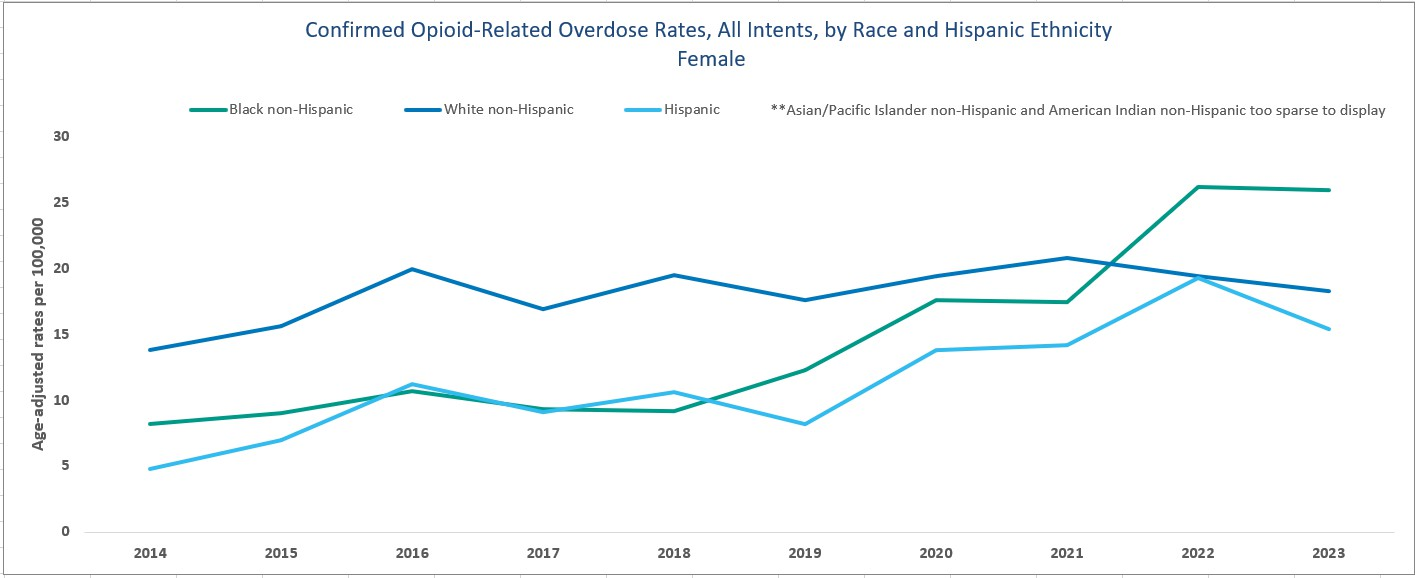 Confirmed Opioid-Related Overdose Rates, All Intents, by Race and Hispanic Ethnicity
Female
Black non-Hispanic
White non-Hispanic
Hispanic
**Asian/Pacific Islander non-Hispanic and American Indian non-Hispanic too sparse to display
Age-adjusted rates per 100,000
30
25
20
15
10
5
0
2014 2015 2016 2017 2018 2019 2020 2021 2022 2023